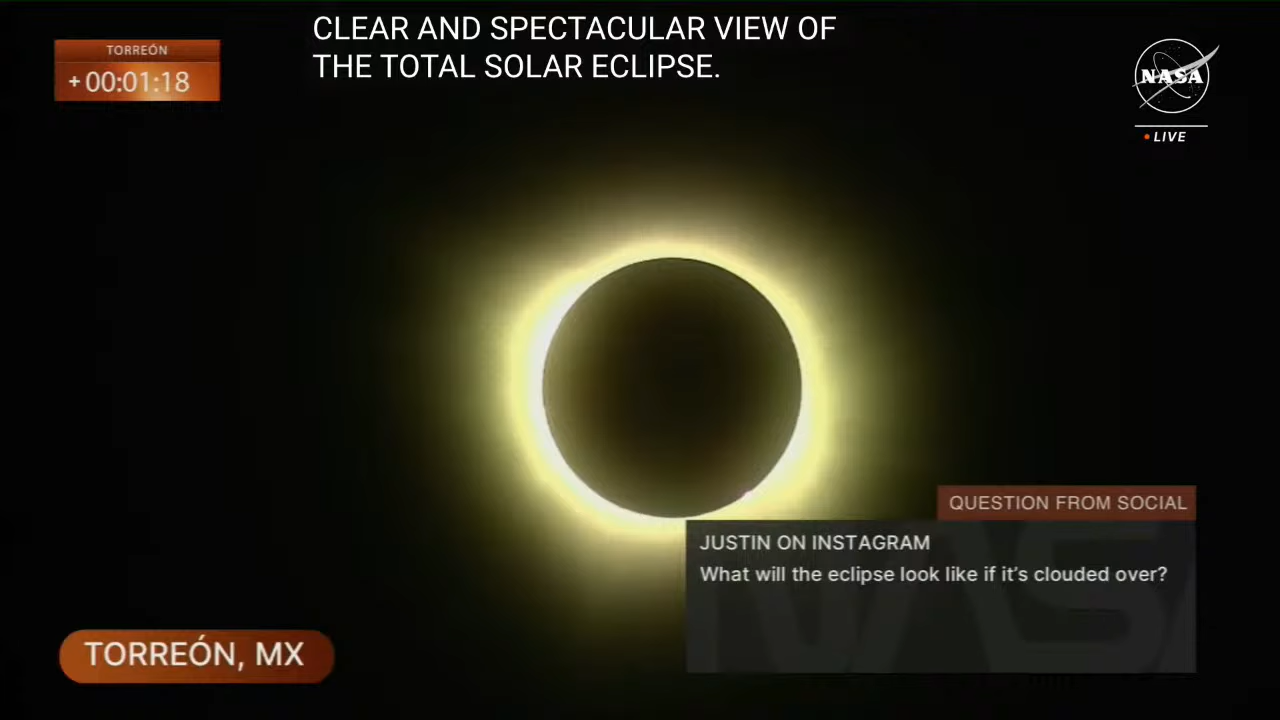 CLEAR AND SPECTACULAR VIEW OF
THE TOTAL SOLAR ECLIPSE.
TORREÓN
+00:01:18
NASA
LIVE
QUESTION FROM SOCIAL
JUSTIN ON INSTAGRAM
What will the eclipse look like if it's clouded over?
NASA
TORREÓN, MX